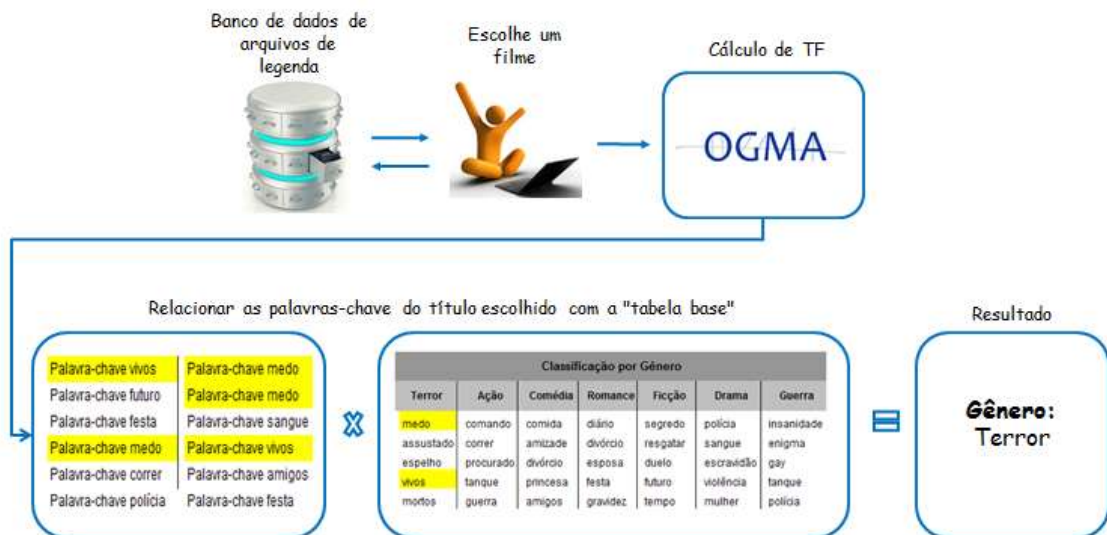 Banco de dados de
arquivos de
legenda
Escolhe um
filme
Cálculo de TF
OGMA
Relacionar as palavras-chave do título escolhido com a "tabela base"
Resultado
Palavra-chave vivos Palavra-chave medo
Palavra-chave futuro Palavra-chave medo
Palavra-chave festa Palavra-chave sangue
Palavra-chave medo Palavra-chave vivos
Palavra-chave correr Palavra-chave amigos
Palavra-chave polícia Palavra-chave festa
X
Classificação por Gênero
Terror Ação Comédia Romance Ficção Drama Guerra
medo comando comida diário segredo polícia insanidade
assustado correr amizade divórcio resgatar sangue enigma
espelho procurado divórcio esposa duelo escravidão gay
vivos tanque princesa festa futuro violência tanque
mortos guerra amigos gravidez tempo mulher polícia
=
Gênero:
Terror